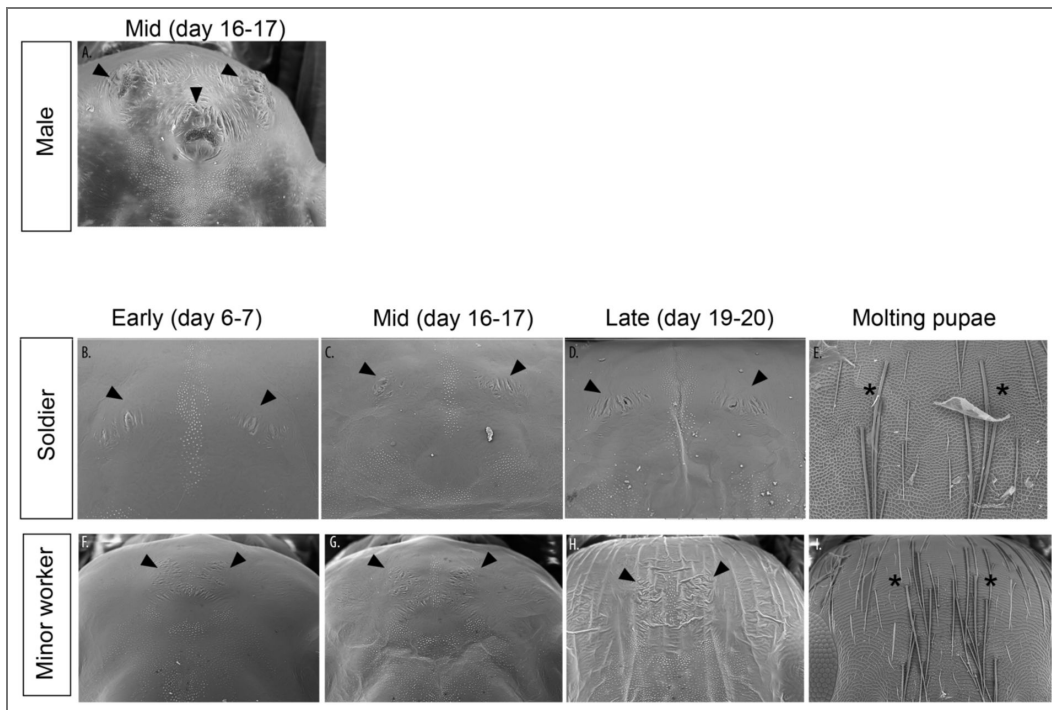 Mid (day 16-17)
A.
Male
Early (day 6-7)
Mid (day 16-17)
Late (day 19-20)
Molting pupae
Soldier
B.
C.
D.
E.
*
*
Minor worker
F.
G.
H.
I.
*
*